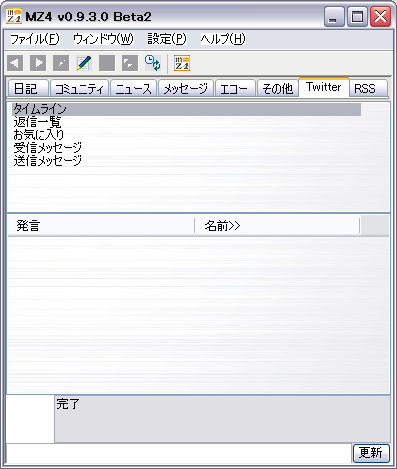 MZ4 v0.9.3.0 Beta2
ファイル(F) ウィンドウ(W) 設定(P) ヘルプ(H)
日記 コミュニティ ニュース メッセージ エコー その他 Twitter RSS
タイムライン
返信一覧
お気に入り
受信メッセージ
送信メッセージ
発言 名前>>
完了
更新